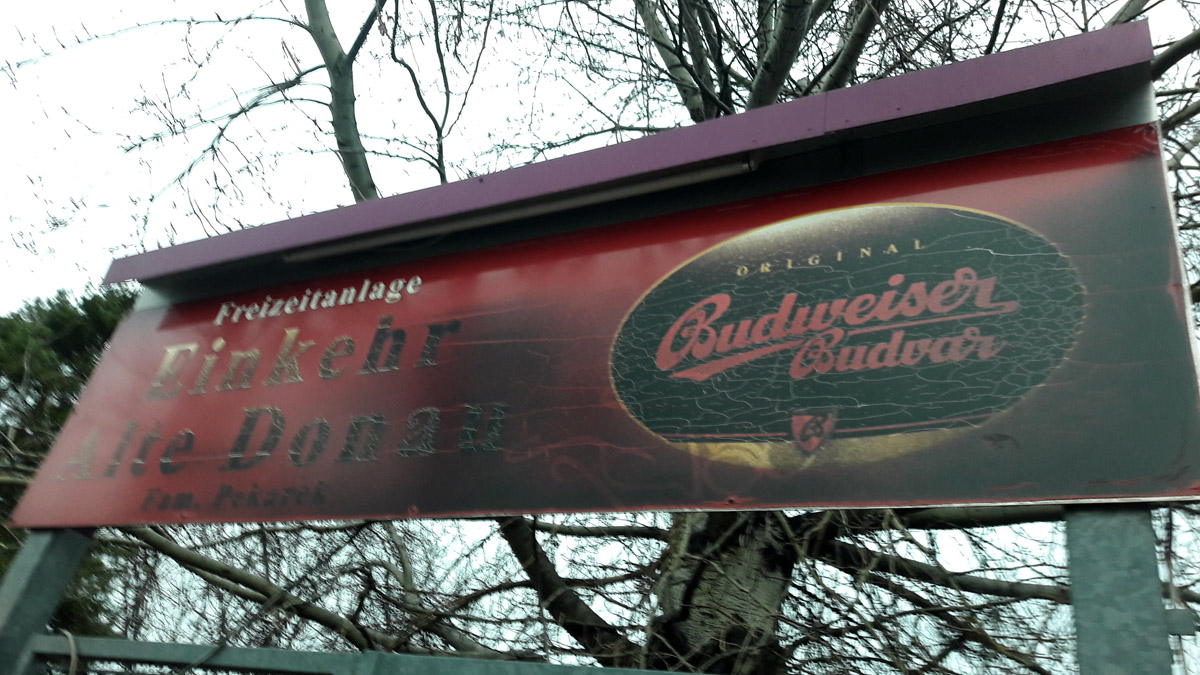 Freizeitanlage
Einkehr
Alte Donau
Fam. Pekarek
ORIGINAL
Budweiser
Budvar